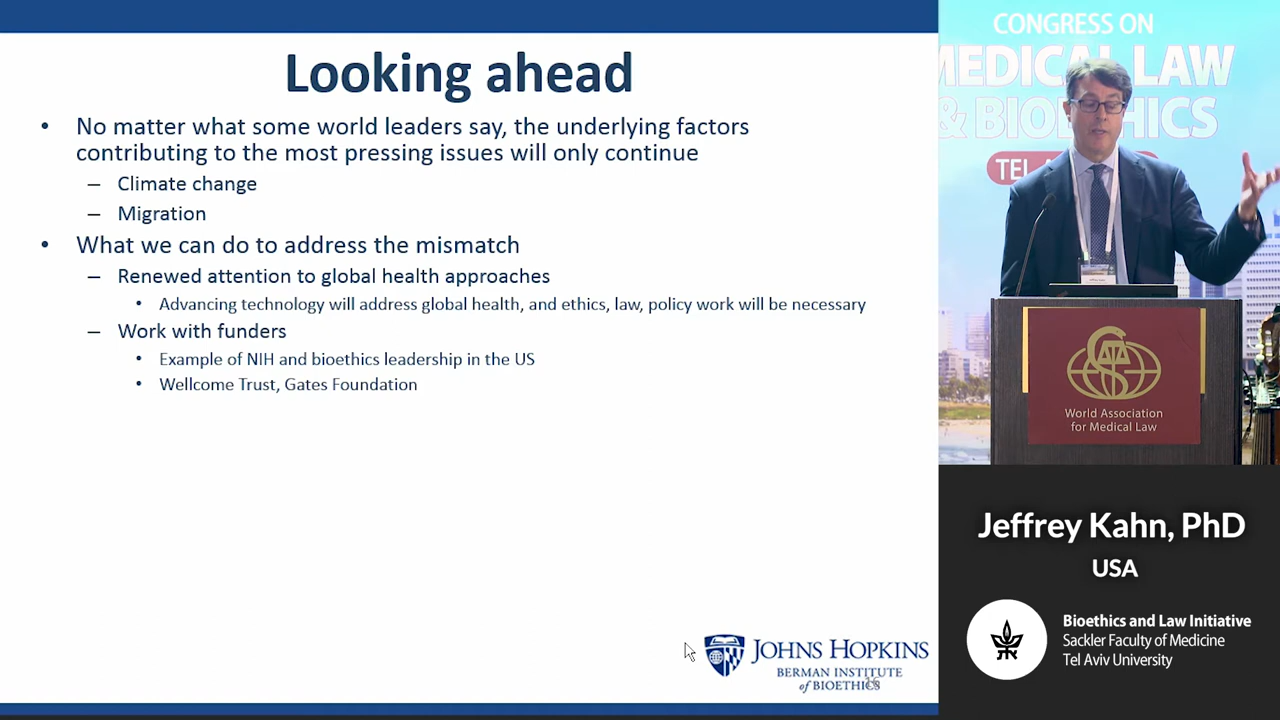 Looking ahead
• No matter what some world leaders say, the underlying factors
contributing to the most pressing issues will only continue
– Climate change
– Migration
• What we can do to address the mismatch
– Renewed attention to global health approaches
• Advancing technology will address global health, and ethics, law, policy work will be necessary
– Work with funders
• Example of NIH and bioethics leadership in the US
• Wellcome Trust, Gates Foundation
JOHNS HOPKINS
BERMAN INSTITUTE
of BIOETHICS
CONGRESS ON
MEDICAL LAW
& BIOETHICS
TEL
World Association
for Medical Law
Jeffrey Kahn, PhD
USA
Bioethics and Law Initiative
Sackler Faculty of Medicine
Tel Aviv University